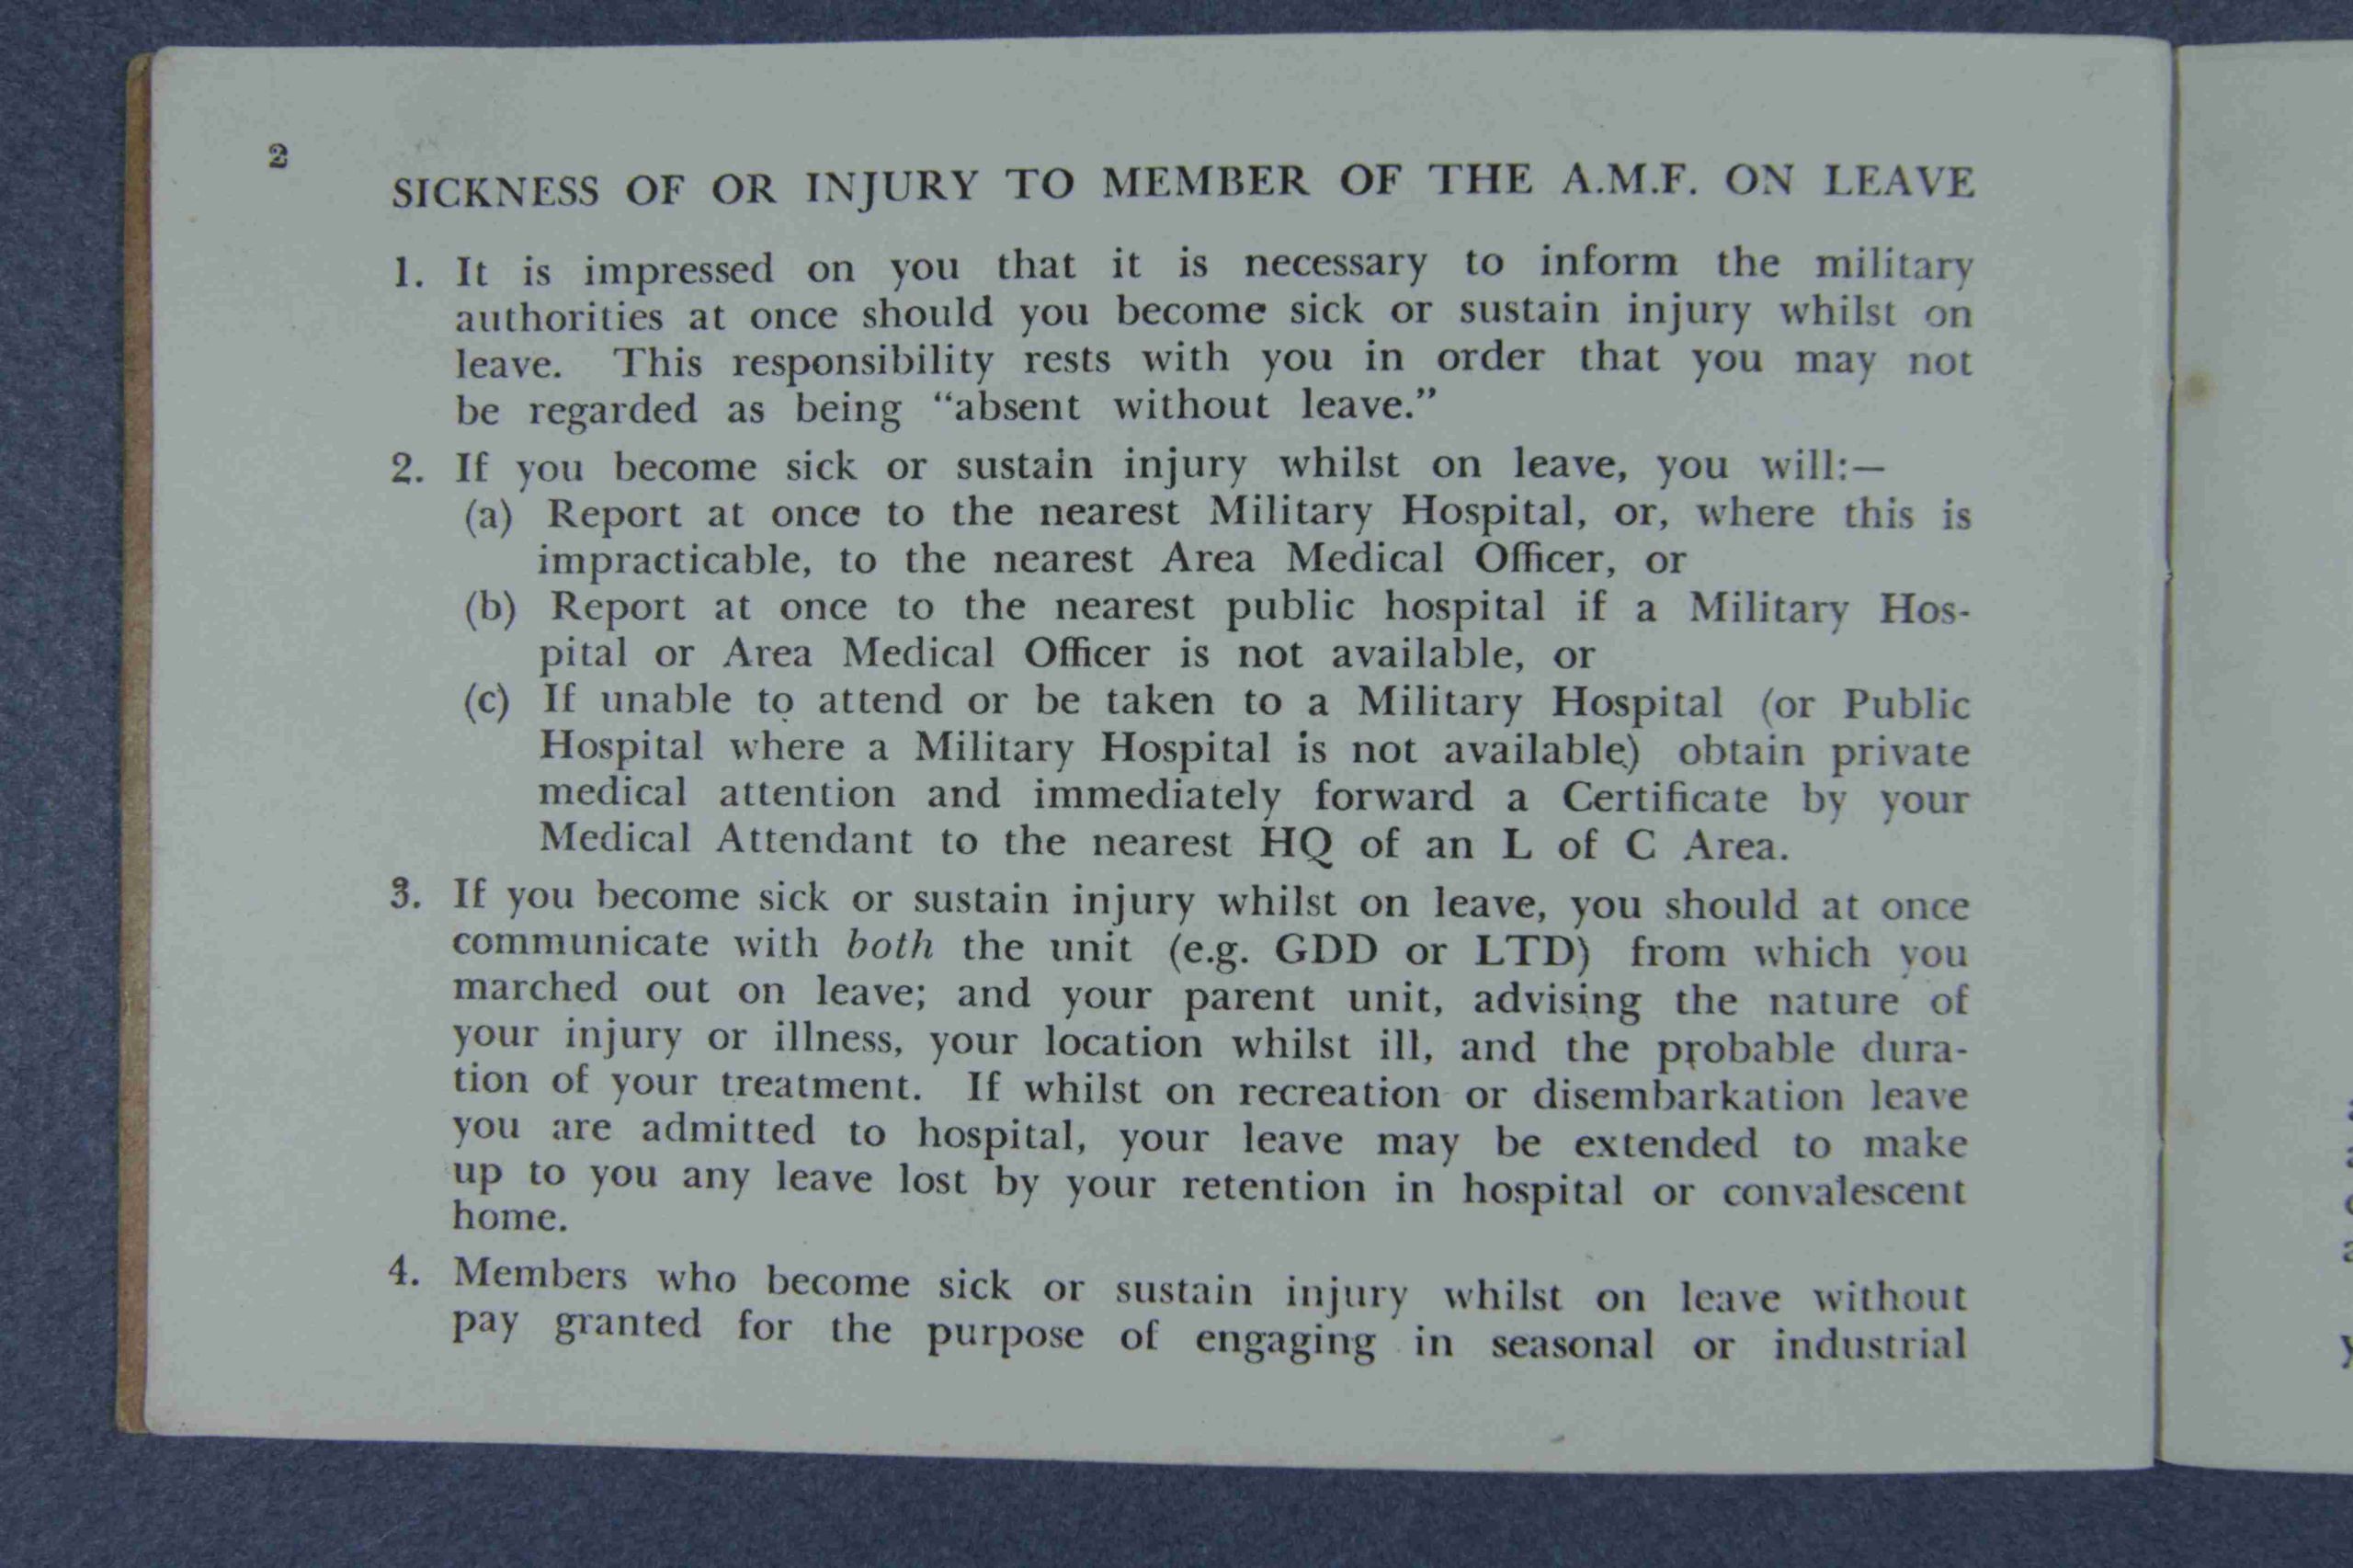 2
SICKNESS OF OR INJURY TO MEMBER OF THE A.M.F. ON LEAVE
1. It is impressed on you that it is necessary to inform the military
authorities at once should you become sick or sustain injury whilst on
leave. This responsibility rests with you in order that you may not
be regarded as being “absent without leave.”
2. If you become sick or sustain injury whilst on leave, you will:—
(a) Report at once to the nearest Military Hospital, or, where this is
impracticable, to the nearest Area Medical Officer, or
(b) Report at once to the nearest public hospital if a Military Hos-
pital or Area Medical Officer is not available, or
(c) If unable to attend or be taken to a Military Hospital (or Public
Hospital where a Military Hospital is not available) obtain private
medical attention and immediately forward a Certificate by your
Medical Attendant to the nearest HQ of an L of C Area.
3. If you become sick or sustain injury whilst on leave, you should at once
communicate with both the unit (e.g. GDD or LTD) from which you
marched out on leave; and your parent unit, advising the nature of
your injury or illness, your location whilst ill, and the probable dura-
tion of your treatment. If whilst on recreation or disembarkation leave
you are admitted to hospital, your leave may be extended to make
up to you any leave lost by your retention in hospital or convalescent
home.
4. Members who become sick or sustain injury whilst on leave without
pay granted for the purpose of engaging in seasonal or industrial